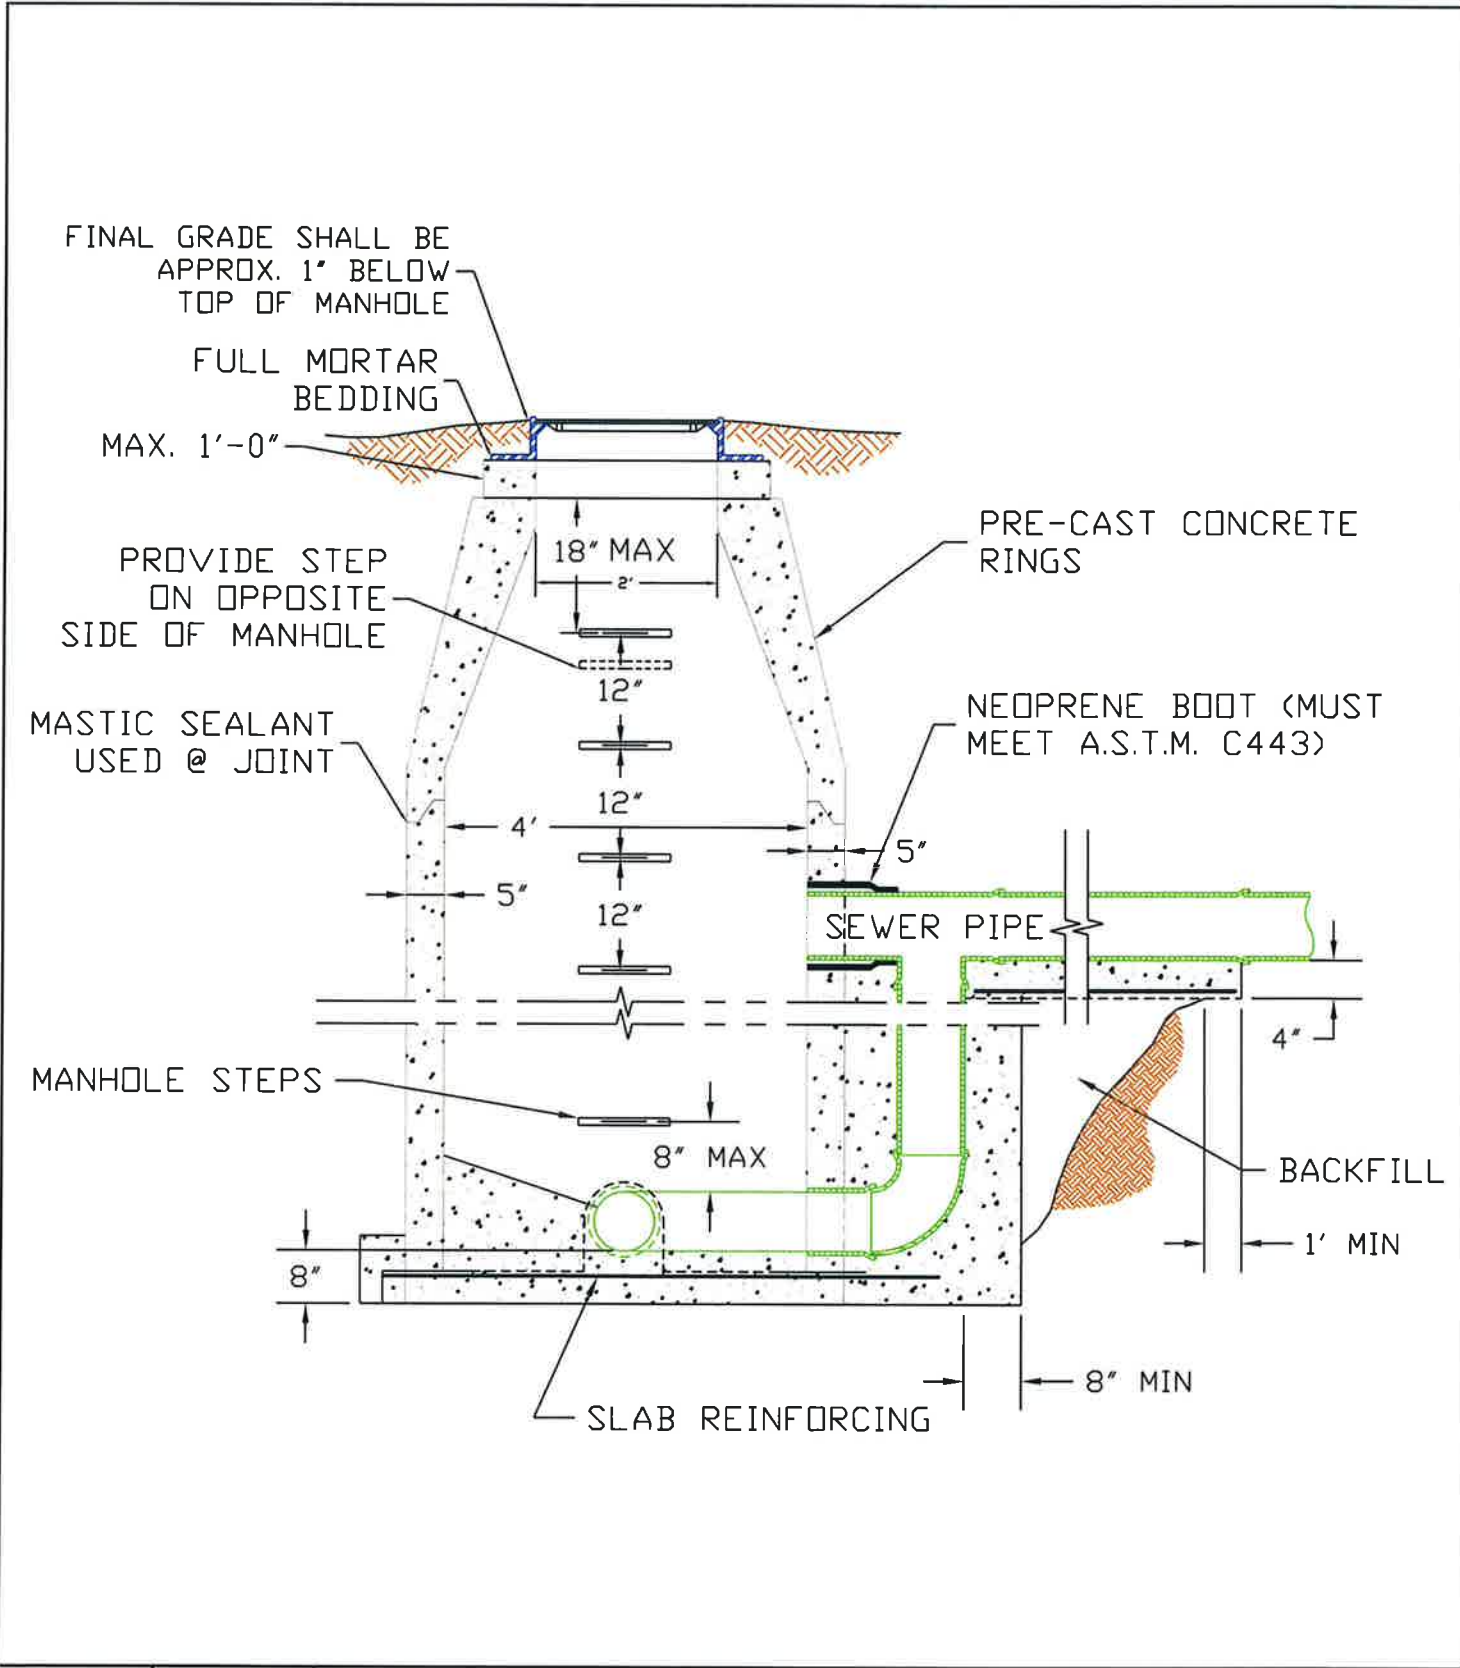 FINAL GRADE SHALL BE
APPROX. 1" BELOW
TOP OF MANHOLE
FULL MORTAR
BEDDING
MAX. 1'-0"
PRE-CAST CONCRETE
RINGS
18" MAX
2'
PROVIDE STEP
ON OPPOSITE
SIDE OF MANHOLE
12"
NEOPRENE BOOT (MUST
MEET A.S.T.M. C443)
MASTIC SEALANT
USED @ JOINT
12"
4'
5"
5"
12"
SEWER PIPE
4"
MANHOLE STEPS
8" MAX
BACKFILL
1' MIN
8"
8" MIN
SLAB REINFORCING